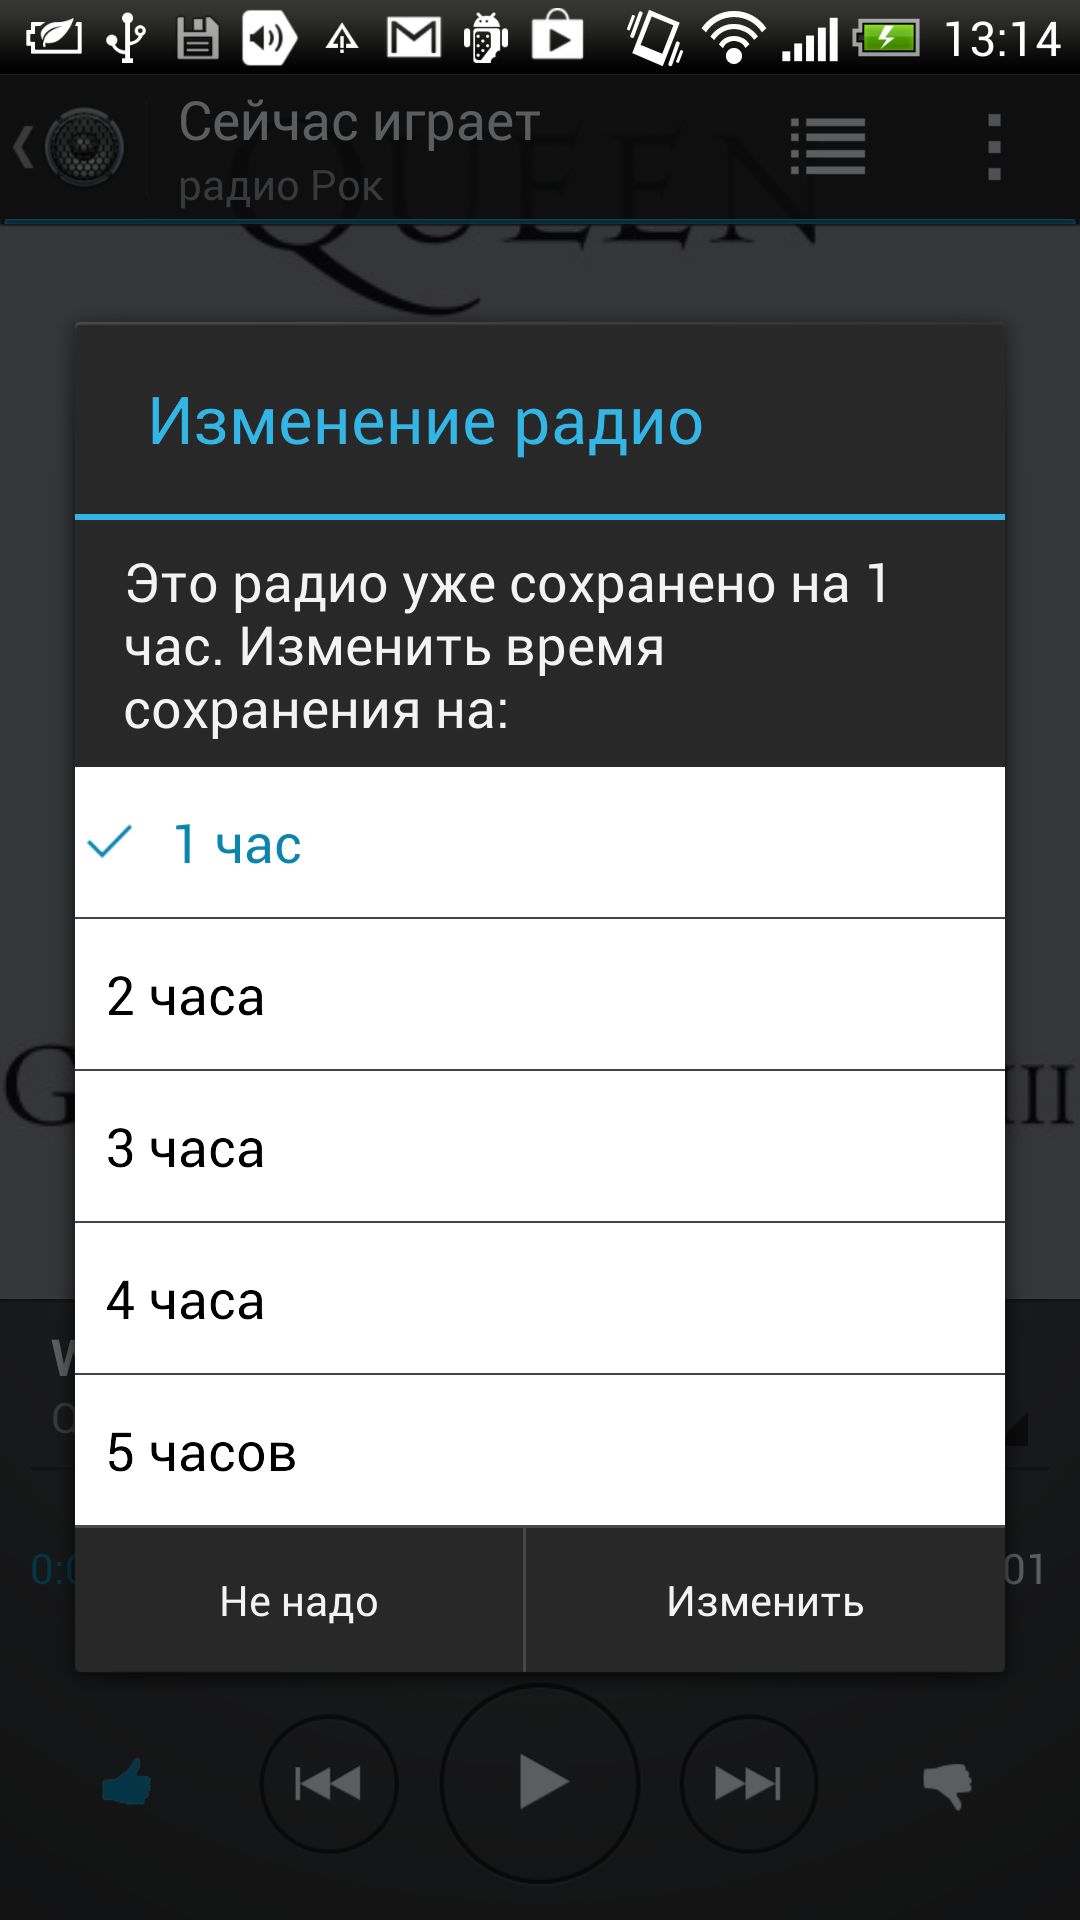 13:14
Сейчас играет
радио Рок
QUEEN
Изменение радио
Это радио уже сохранено на 1
час. Изменить время
сохранения на:
1 час
2 часа
3 часа
4 часа
5 часов
Не надо
Изменить